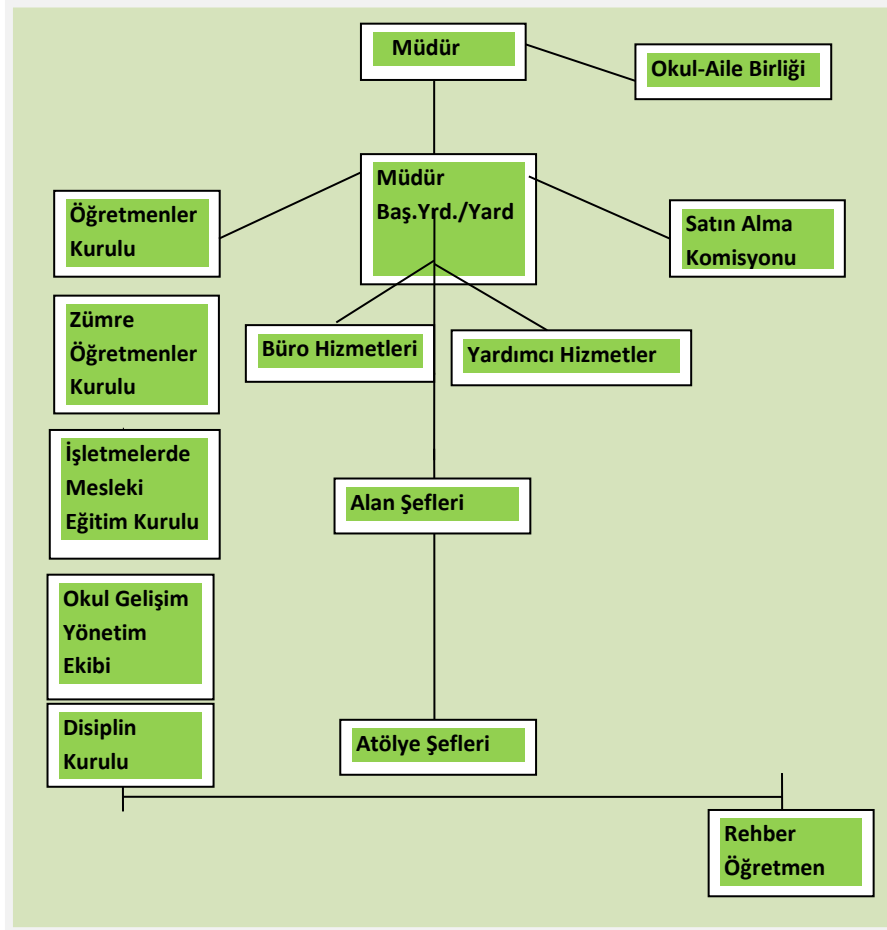 Müdür
Okul-Aile Birliği
Müdür
Baş.Yrd./Yard
Öğretmenler
Kurulu
Satın Alma
Komisyonu
Zümre
Öğretmenler
Kurulu
Büro Hizmetleri
Yardımcı Hizmetler
İşletmelerde
Mesleki
Eğitim Kurulu
Alan Şefleri
Okul Gelişim
Yönetim
Ekibi
Disiplin
Kurulu
Atölye Şefleri
Rehber
Öğretmen